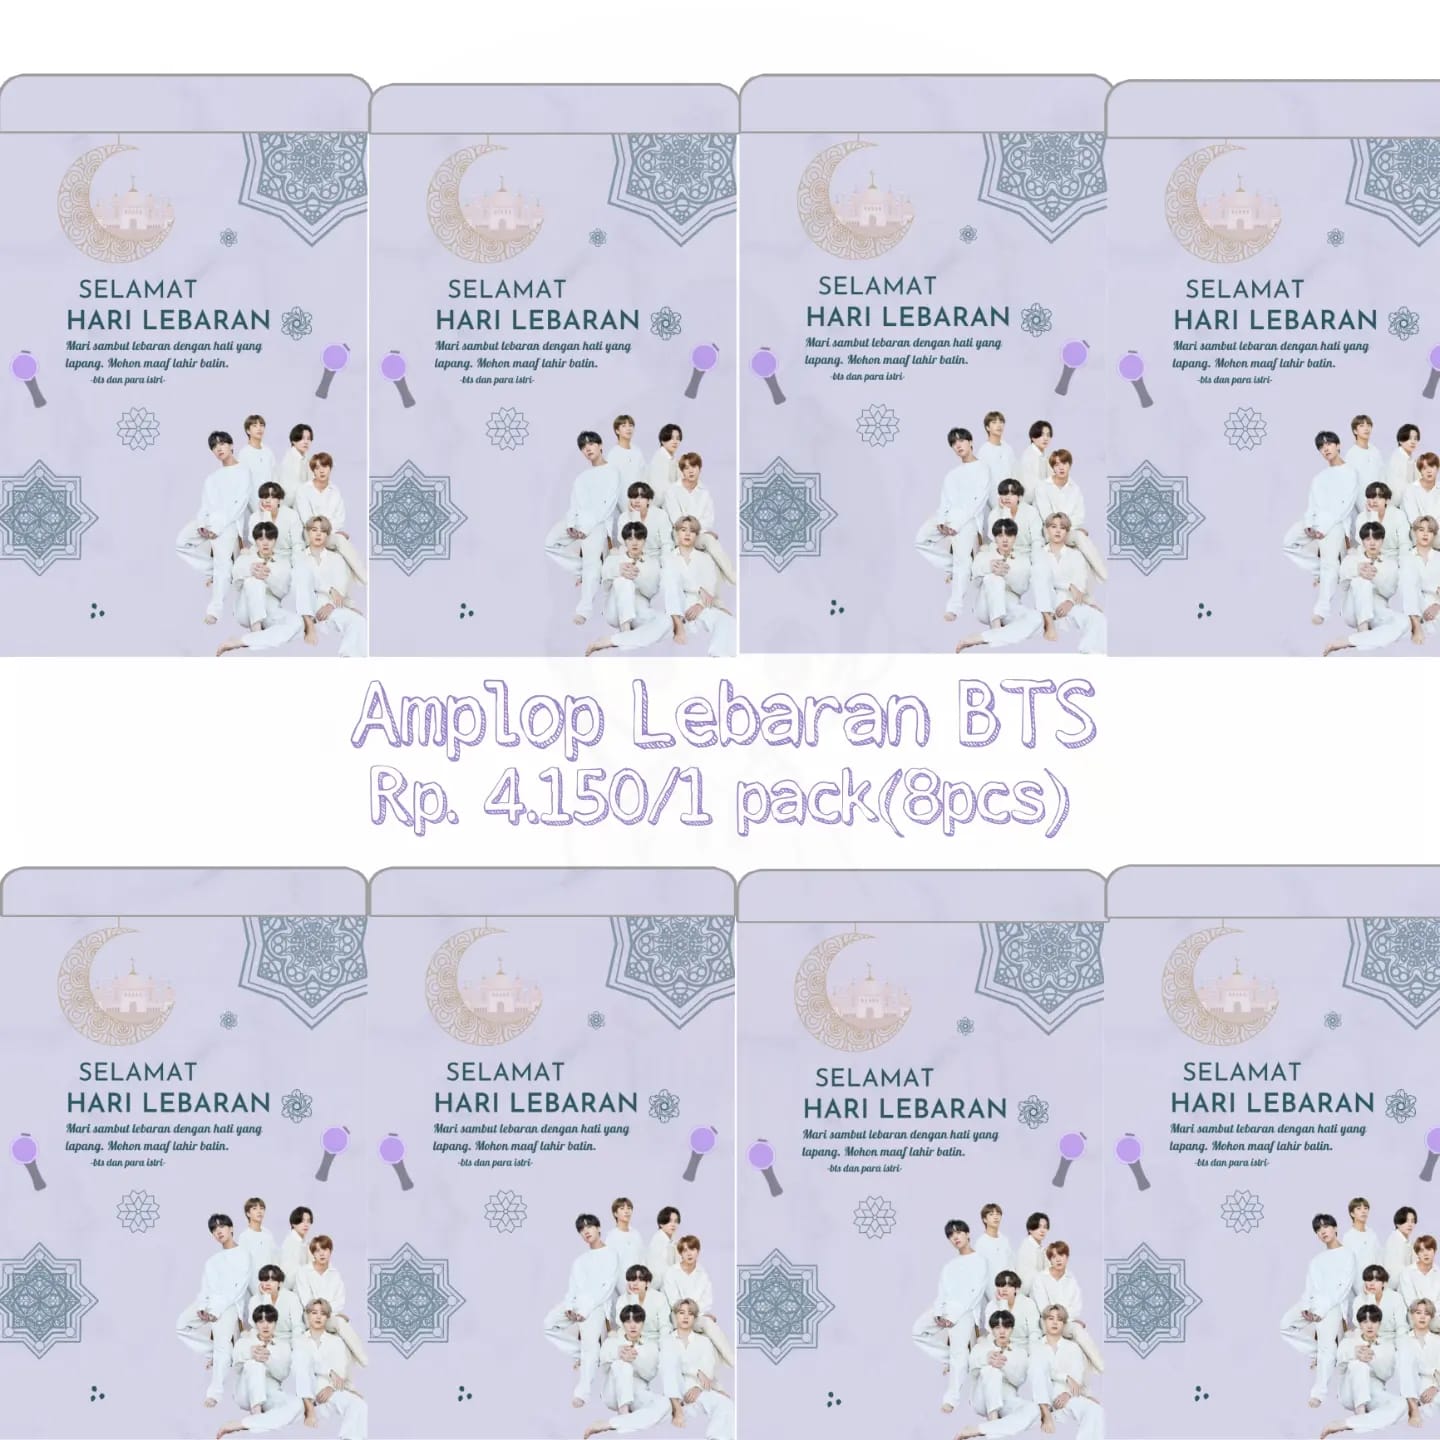 SELAMAT
HARI LEBARAN
Mari sambut lebaran dengan hati yang
lapang. Mohon maaf lahir batin.
-bts dan para istri-
SELAMAT
HARI LEBARAN
Mari sambut lebaran dengan hati yang
lapang. Mohon maaf lahir batin.
-bts dan para istri-
SELAMAT
HARI LEBARAN
Mari sambut lebaran dengan hati yang
lapang. Mohon maaf lahir batin.
-bts dan para istri-
SELAMAT
HARI LEBARAN
Mari sambut lebaran dengan hati yang
lapang. Mohon maaf lahir batin.
-bts dan para istri-
Amplop Lebaran BTS
Rp. 4.150/1 pack(8pcs)
SELAMAT
HARI LEBARAN
Mari sambut lebaran dengan hati yang
lapang. Mohon maaf lahir batin.
-bts dan para istri-
SELAMAT
HARI LEBARAN
Mari sambut lebaran dengan hati yang
lapang. Mohon maaf lahir batin.
-bts dan para istri-
SELAMAT
HARI LEBARAN
Mari sambut lebaran dengan hati yang
lapang. Mohon maaf lahir batin.
-bts dan para istri-
SELAMAT
HARI LEBARAN
Mari sambut lebaran dengan hati yang
lapang. Mohon maaf lahir batin.
-bts dan para istri-